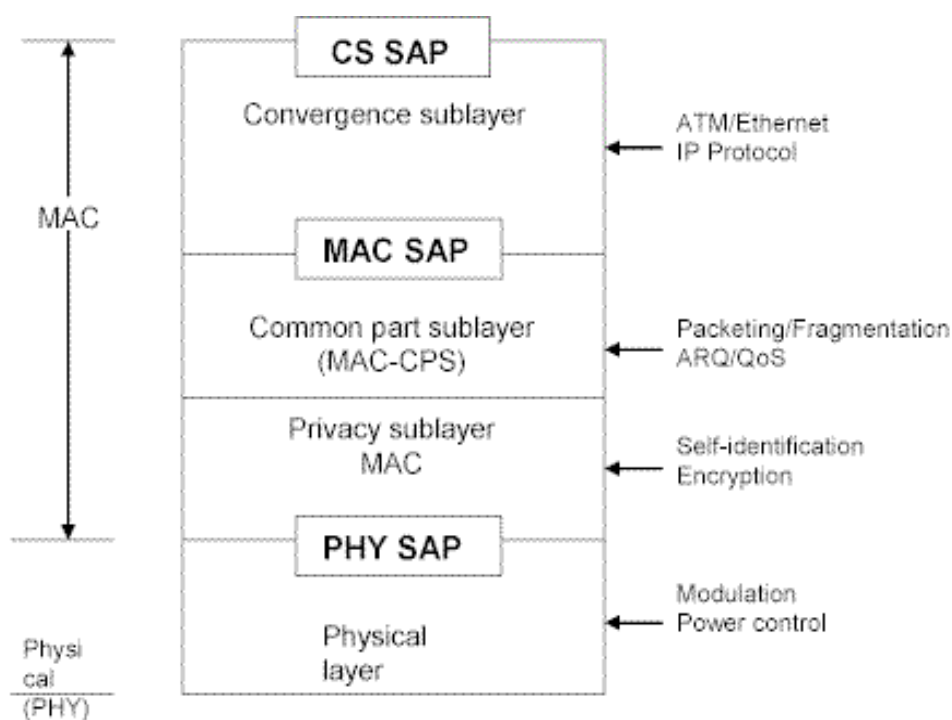 CS SAP
Convergence sublayer
ATM/Ethernet
IP Protocol
MAC
MAC SAP
Common part sublayer
(MAC-CPS)
Packeting/Fragmentation
ARQ/QoS
Privacy sublayer
MAC
Self-identification
Encryption
PHY SAP
Modulation
Power control
Physical
layer
Physi
cal
(PHY)